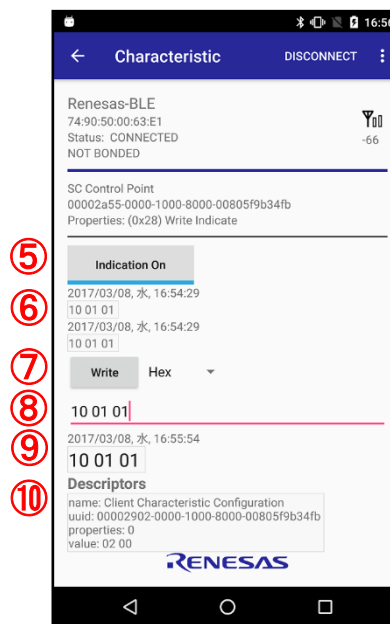 16:56
Characteristic
DISCONNECT
Renesas-BLE
74:90:50:00:63:E1
Status: CONNECTED
NOT BONDED
-66
SC Control Point
00002a55-0000-1000-8000-00805f9b34fb
Properties: (0x28) Write Indicate
⑤
Indication On
⑥
2017/03/08, 水, 16:54:29
10 01 01
2017/03/08, 水, 16:54:29
10 01 01
⑦
Write
Hex
⑧
10 01 01
⑨
2017/03/08, 水, 16:55:54
10 01 01
⑩
Descriptors
name: Client Characteristic Configuration
uuid: 00002902-0000-1000-8000-00805f9b34fb
properties: 0
value: 02 00
RENESAS